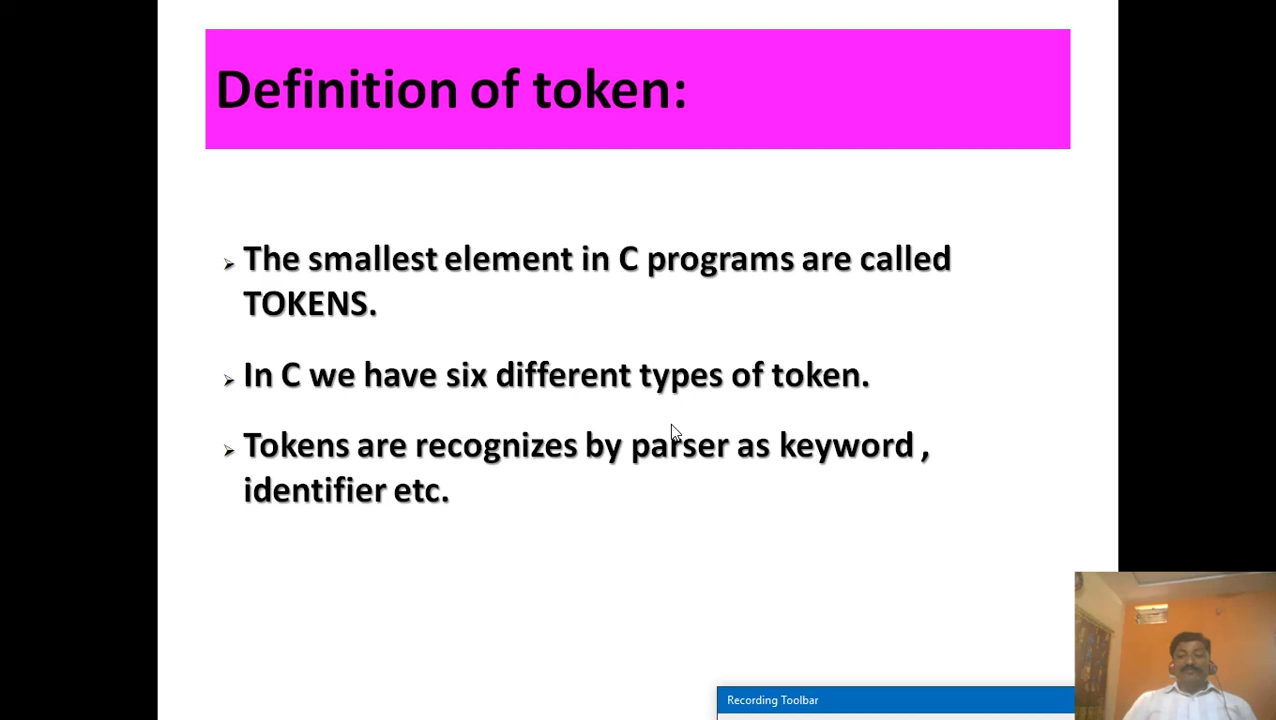 Definition of token:
The smallest element in C programs are called
TOKENS.
In C we have six different types of token.
Tokens are recognizes by parser as keyword ,
identifier etc.
Recording Toolbar